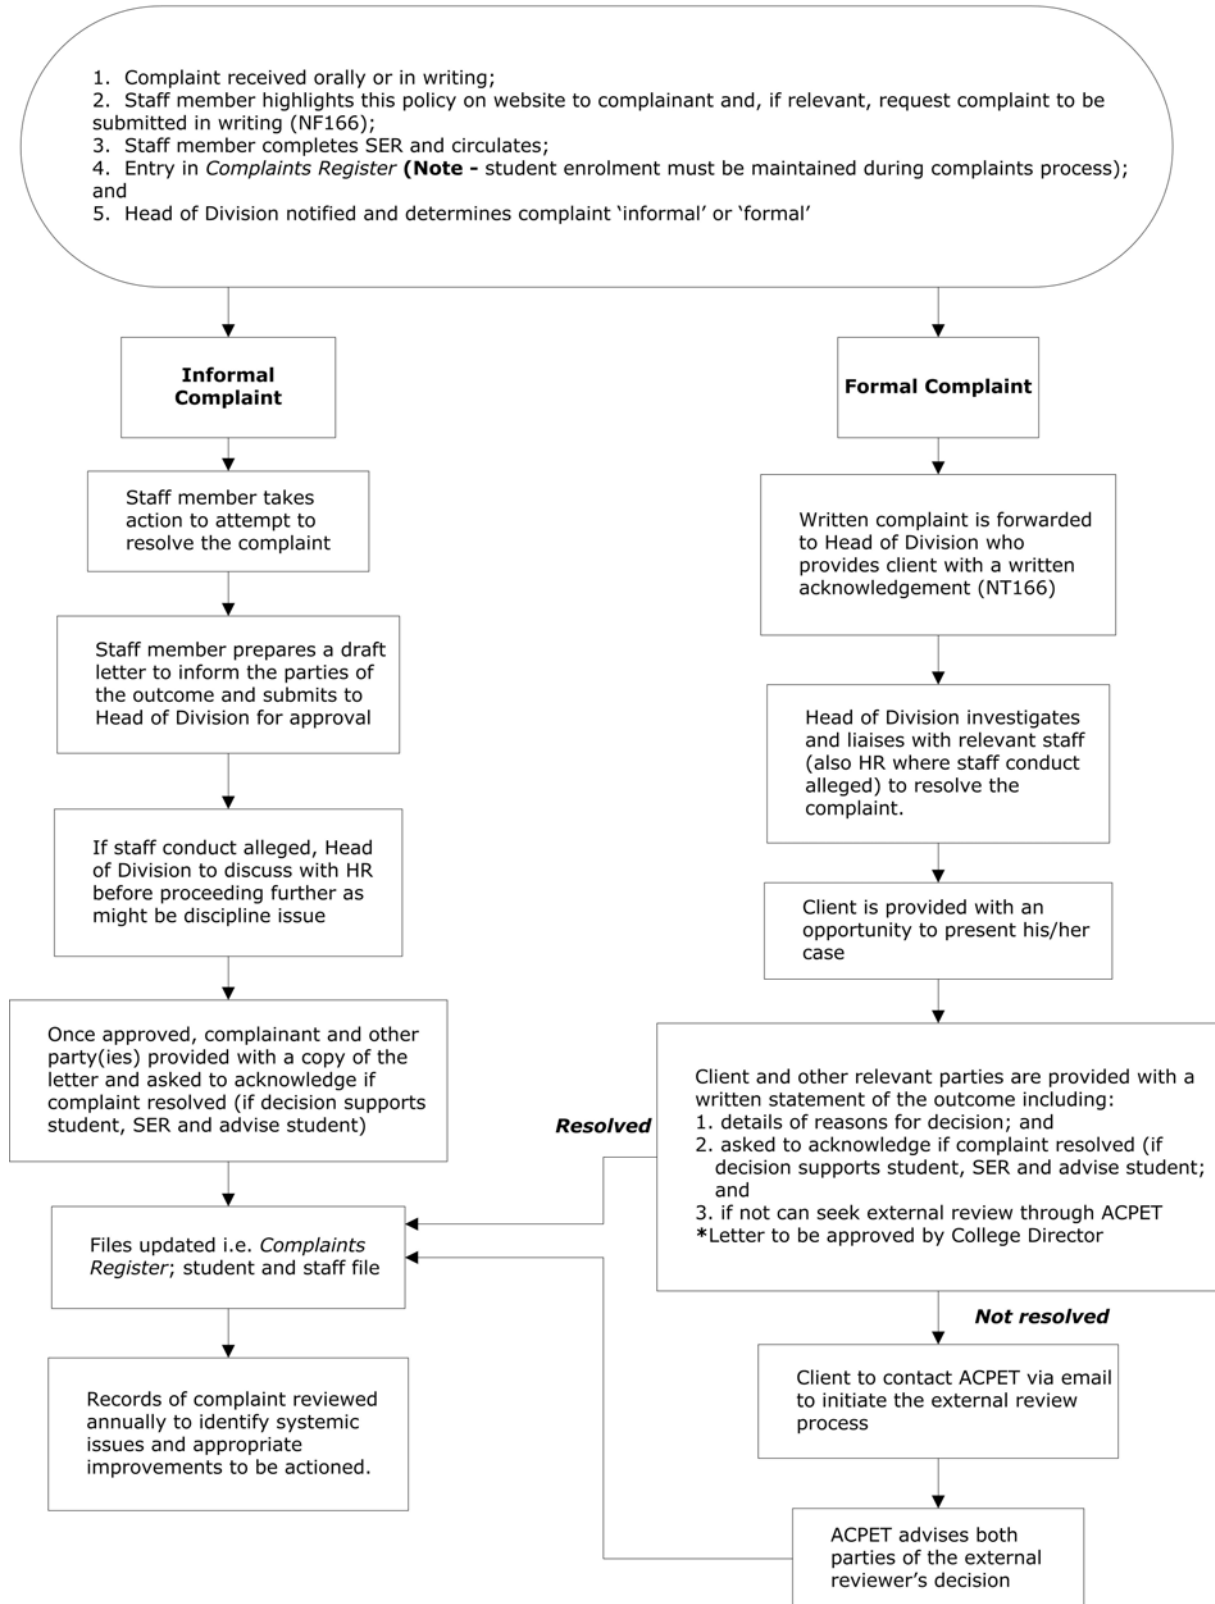 1. Complaint received orally or in writing;
2. Staff member highlights this policy on website to complainant and, if relevant, request complaint to be
submitted in writing (NF166);
3. Staff member completes SER and circulates;
4. Entry in Complaints Register (Note - student enrolment must be maintained during complaints process);
and
5. Head of Division notified and determines complaint ‘informal’ or ‘formal’
Informal
Complaint
Staff member takes
action to attempt to
resolve the complaint
Staff member prepares a draft
letter to inform the parties of
the outcome and submits to
Head of Division for approval
If staff conduct alleged, Head
of Division to discuss with HR
before proceeding further as
might be discipline issue
Once approved, complainant and other
party(ies) provided with a copy of the
letter and asked to acknowledge if
complaint resolved (if decision supports
student, SER and advise student)
Files updated i.e. Complaints
Register; student and staff file
Records of complaint reviewed
annually to identify systemic
issues and appropriate
improvements to be actioned.
Formal Complaint
Written complaint is forwarded
to Head of Division who
provides client with a written
acknowledgement (NT166)
Head of Division investigates
and liaises with relevant staff
(also HR where staff conduct
alleged) to resolve the
complaint.
Client is provided with an
opportunity to present his/her
case
Client and other relevant parties are provided with a
written statement of the outcome including:
1. details of reasons for decision; and
2. asked to acknowledge if complaint resolved (if
decision supports student, SER and advise student;
and
3. if not can seek external review through ACPET
*Letter to be approved by College Director
Resolved
Not resolved
Client to contact ACPET via email
to initiate the external review
process
ACPET advises both
parties of the external
reviewer’s decision